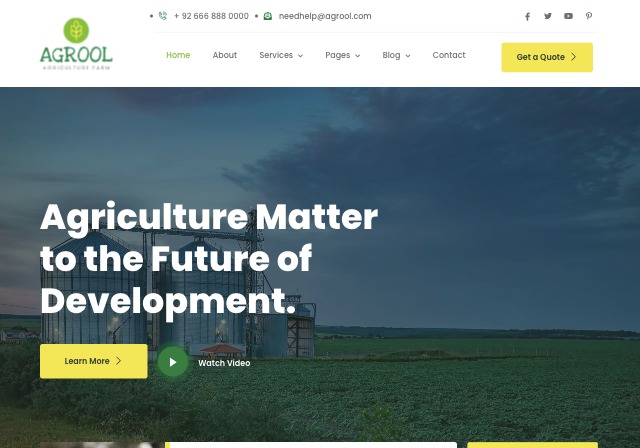 + 92 666 888 0000
needhelp@agrool.com
AGROOL
AGRICULTURE FARM
Home
About
Services
Pages
Blog
Contact
Get a Quote
Agriculture Matter
to the Future of
Development.
Learn More
Watch Video